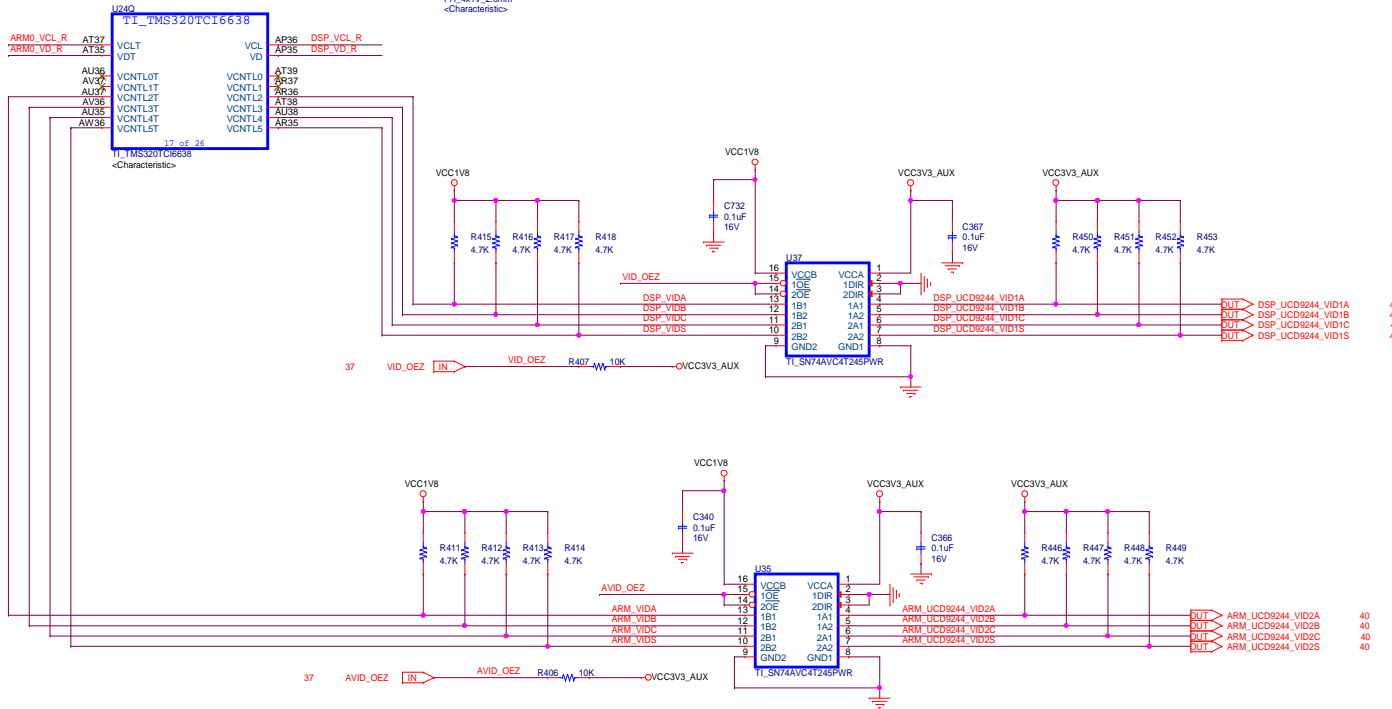 <Characteristic>
U24Q
TI_TMS320TCI6638
ARM0_VCL_R AT37 VCLT VCL AP36 DSP_VCL_R
ARM0_VD_R AT35 VDT VD AP35 DSP_VD_R
AU36 VCNTL0T VCNTL0 AT39
AV37 VCNTL1T VCNTL1 AR37
AU37 VCNTL2T VCNTL2 AR36
AV36 VCNTL3T VCNTL3 AT38
AU35 VCNTL4T VCNTL4 AU38
AW36 VCNTL5T VCNTL5 AR35
17 of 26
TI_TMS320TCI6638
<Characteristic>
VCC1V8 VCC1V8 VCC3V3_AUX VCC3V3_AUX
R415 R416 R417 R418
4.7K 4.7K 4.7K 4.7K
C732
0.1uF
16V
C367
0.1uF
16V
R450 R451 R452 R453
4.7K 4.7K 4.7K 4.7K
U37
16 VCCB VCCA 1
VID_OEZ 15 1OE 1DIR 2
14 2OE 2DIR 3
DSP_VIDA 13 1B1 1A1 4 DSP_UCD9244_VID1A OUT DSP_UCD9244_VID1A
DSP_VIDB 12 1B2 1A2 5 DSP_UCD9244_VID1B OUT DSP_UCD9244_VID1B
DSP_VIDC 11 2B1 2A1 6 DSP_UCD9244_VID1C OUT DSP_UCD9244_VID1C
DSP_VIDS 10 2B2 2A2 7 DSP_UCD9244_VID1S OUT DSP_UCD9244_VID1S
9 GND2 GND1 8
TI_SN74AVC4T245PWR
37 VID_OEZ IN VID_OEZ R407 10K VCC3V3_AUX
VCC1V8 VCC1V8 VCC3V3_AUX VCC3V3_AUX
R411 R412 R413 R414
4.7K 4.7K 4.7K 4.7K
C340
0.1uF
16V
C366
0.1uF
16V
R446 R447 R448 R449
4.7K 4.7K 4.7K 4.7K
U35
16 VCCB VCCA 1
AVID_OEZ 15 1OE 1DIR 2
14 2OE 2DIR 3
ARM_VIDA 13 1B1 1A1 4 ARM_UCD9244_VID2A OUT ARM_UCD9244_VID2A 40
ARM_VIDB 12 1B2 1A2 5 ARM_UCD9244_VID2B OUT ARM_UCD9244_VID2B 40
ARM_VIDC 11 2B1 2A1 6 ARM_UCD9244_VID2C OUT ARM_UCD9244_VID2C 40
ARM_VIDS 10 2B2 2A2 7 ARM_UCD9244_VID2S OUT ARM_UCD9244_VID2S 40
9 GND2 GND1 8
TI_SN74AVC4T245PWR
37 AVID_OEZ IN AVID_OEZ R406 10K VCC3V3_AUX